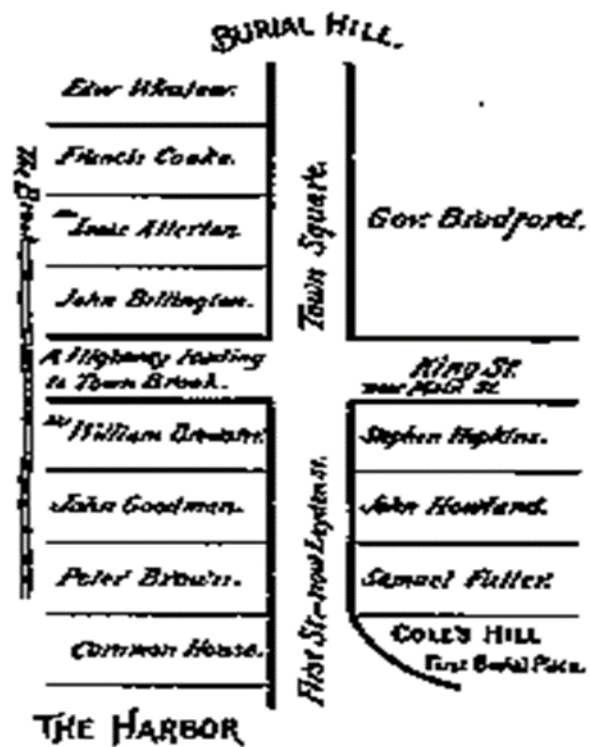 BURIAL HILL.
Edw Winslow.
Francis Cooke.
Isaac Allerton
John Billington.
A Highway leading
to Town Brook.
Mr William Brewster
John Goodman.
Peter Brown.
Common House.
THE HARBOR
The Brook
Town Square.
First St.-now Leyden St.
Gov. Bradford.
King St.
now Main St.
Stephen Hopkins.
John Howland.
Samuel Fuller.
COLE'S HILL
First Burial Place.